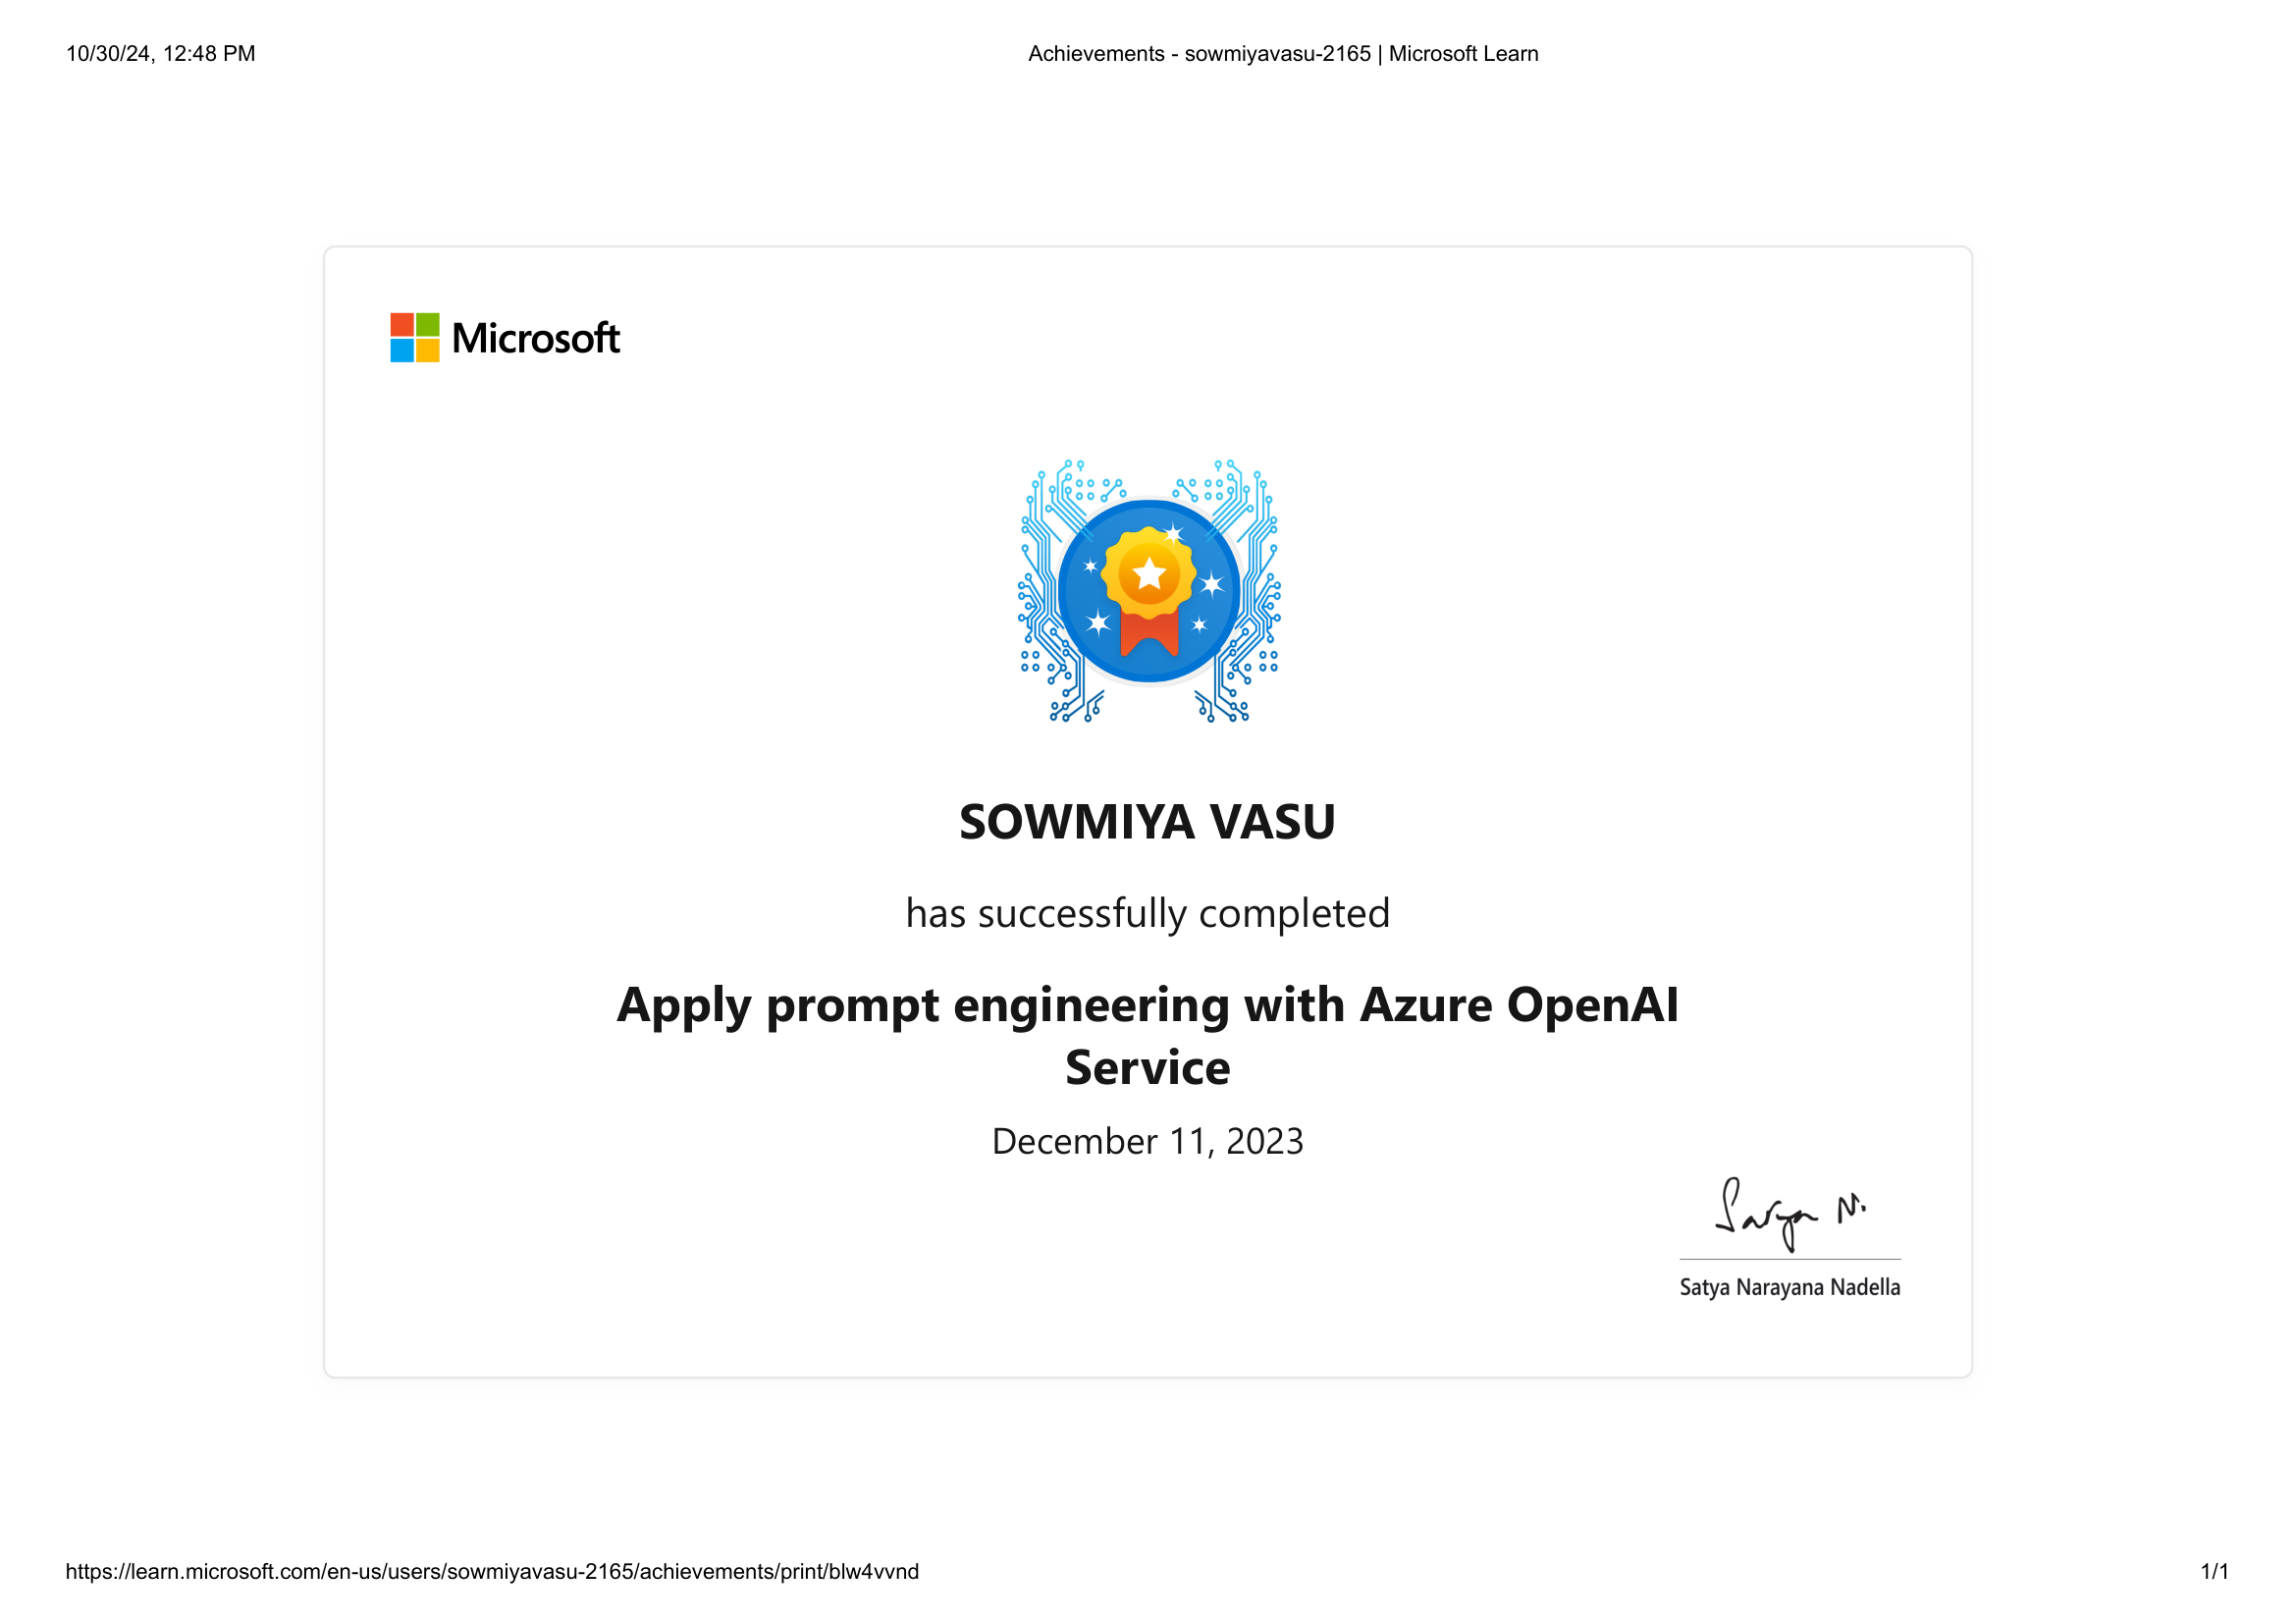 10/30/24, 12:48 PM
Achievements - sowmiyavasu-2165 | Microsoft Learn
Microsoft
SOWMIYA VASU
has successfully completed
Apply prompt engineering with Azure OpenAI
Service
December 11, 2023
Satya N.
Satya Narayana Nadella
https://learn.microsoft.com/en-us/users/sowmiyavasu-2165/achievements/print/blw4vvnd
1/1